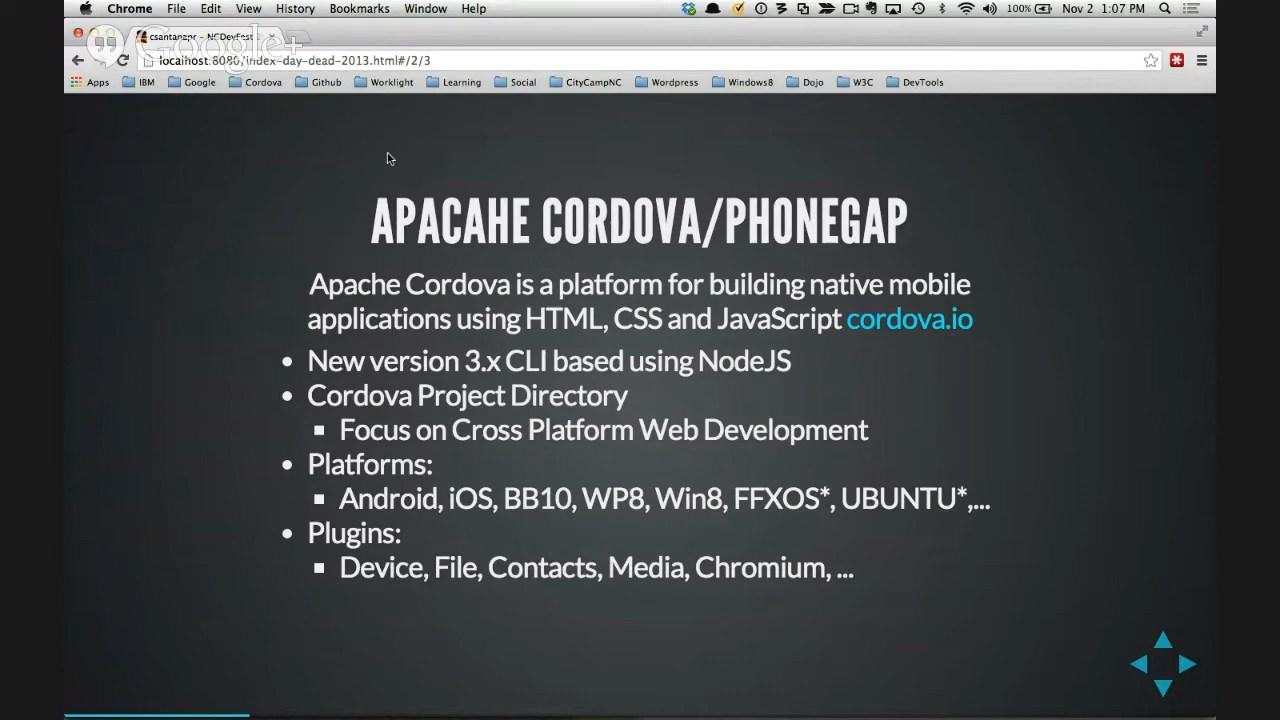 Chrome File Edit View History Bookmarks Window Help 100% Nov 2 1:07 PM
csantanapr - NCDevFest
Google+
localhost:8080/index-day-dead-2013.html#/2/3
Apps IBM Google Cordova Github Worklight Learning Social CityCampNC Wordpress Windows8 Dojo W3C DevTools
APACAHE CORDOVA/PHONEGAP
Apache Cordova is a platform for building native mobile
applications using HTML, CSS and JavaScript cordova.io
• New version 3.x CLI based using NodeJS
• Cordova Project Directory
▪ Focus on Cross Platform Web Development
• Platforms:
▪ Android, iOS, BB10, WP8, Win8, FFXOS*, UBUNTU*,...
• Plugins:
▪ Device, File, Contacts, Media, Chromium, ...